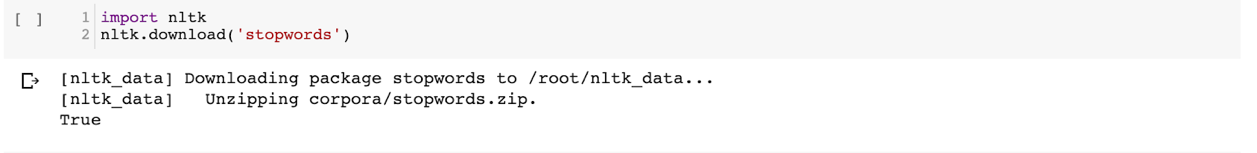 [ ] 1 import nltk
2 nltk.download('stopwords')
[nltk_data] Downloading package stopwords to /root/nltk_data...
[nltk_data]   Unzipping corpora/stopwords.zip.
True